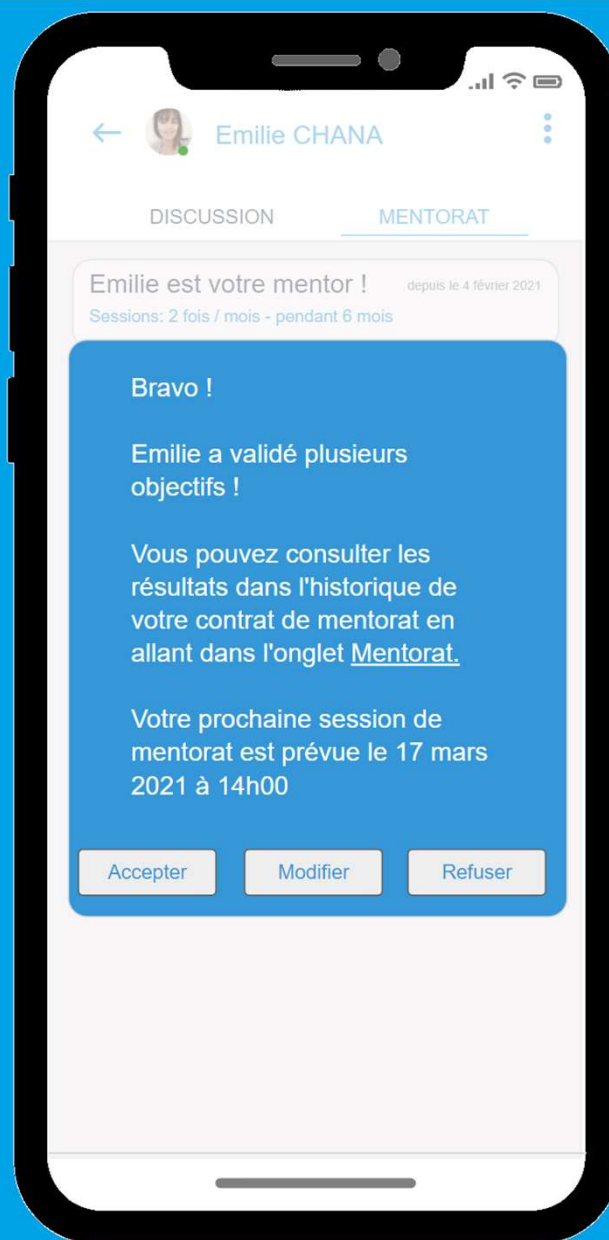 Emilie CHANA
DISCUSSION
MENTORAT
Emilie est votre mentor !
depuis le 4 février 2021
Sessions: 2 fois / mois - pendant 6 mois
Bravo !
Emilie a validé plusieurs
objectifs !
Vous pouvez consulter les
résultats dans l'historique de
votre contrat de mentorat en
allant dans l'onglet Mentorat.
Votre prochaine session de
mentorat est prévue le 17 mars
2021 à 14h00
Accepter
Modifier
Refuser